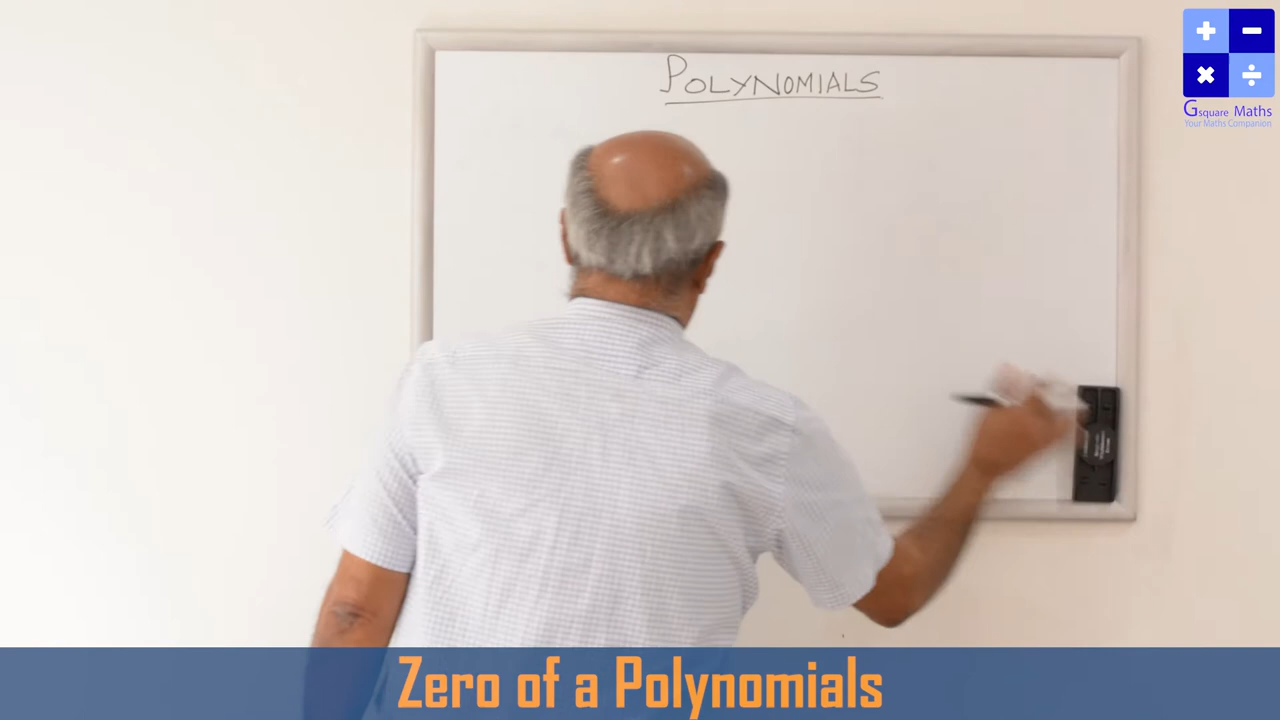 POLYNOMIALS
+ −
× ÷
Gsquare Maths
Your Maths Companion
Zero of a Polynomials